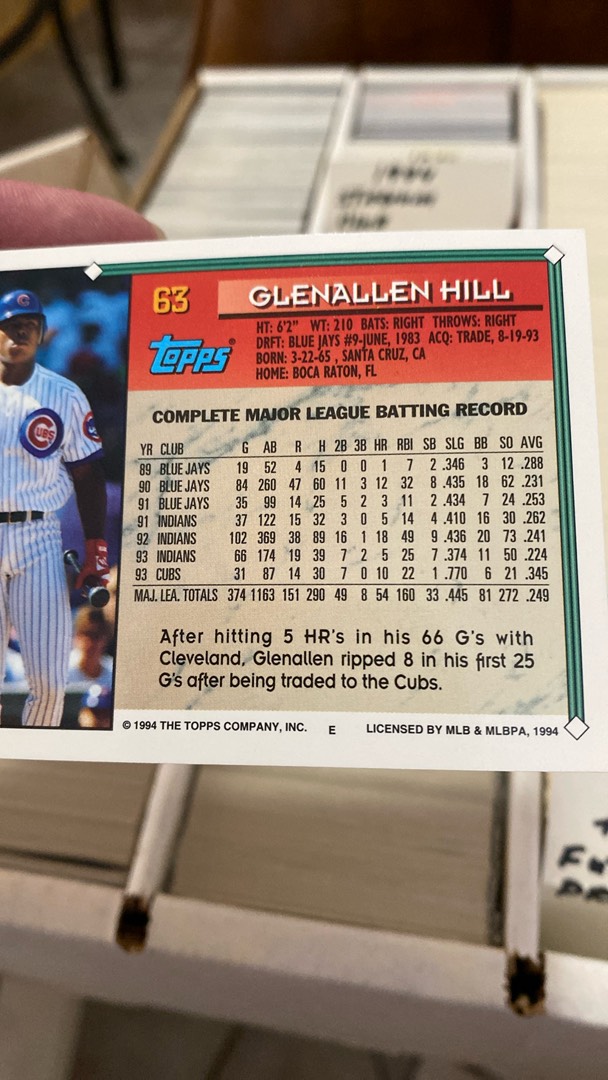 63
GLENALLEN HILL
topps®
HT: 6'2" WT: 210 BATS: RIGHT THROWS: RIGHT
DRFT: BLUE JAYS #9-JUNE, 1983 ACQ: TRADE, 8-19-93
BORN: 3-22-65 , SANTA CRUZ, CA
HOME: BOCA RATON, FL
CUBS
COMPLETE MAJOR LEAGUE BATTING RECORD
YR CLUB G AB R H 2B 3B HR RBI SB SLG BB SO AVG
89 BLUE JAYS 19 52 4 15 0 0 1 7 2 .346 3 12 .288
90 BLUE JAYS 84 260 47 60 11 3 12 32 8 .435 18 62 .231
91 BLUE JAYS 35 99 14 25 5 2 3 11 2 .434 7 24 .253
91 INDIANS 37 122 15 32 3 0 5 14 4 .410 16 30 .262
92 INDIANS 102 369 38 89 16 1 18 49 9 .436 20 73 .241
93 INDIANS 66 174 19 39 7 2 5 25 7 .374 11 50 .224
93 CUBS 31 87 14 30 7 0 10 22 1 .770 6 21 .345
MAJ. LEA. TOTALS 374 1163 151 290 49 8 54 160 33 .445 81 272 .249
After hitting 5 HR's in his 66 G's with
Cleveland, Glenallen ripped 8 in his first 25
G's after being traded to the Cubs.
© 1994 THE TOPPS COMPANY, INC. E LICENSED BY MLB & MLBPA, 1994